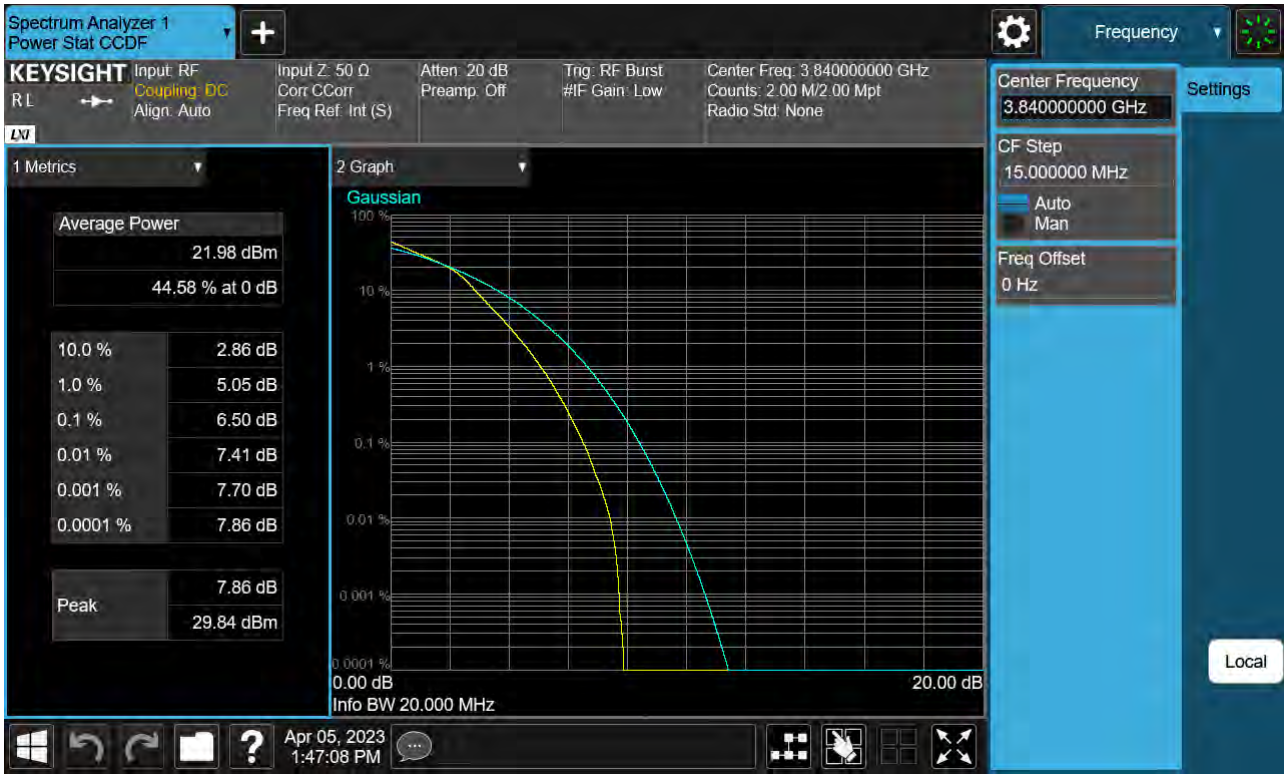 Spectrum Analyzer 1
Power Stat CCDF
+
Frequency
KEYSIGHT
RL
LXI
Input: RF
Coupling: DC
Align: Auto
Input Z: 50 Ω
Corr CCorr
Freq Ref: Int (S)
Atten: 20 dB
Preamp: Off
Trig: RF Burst
#IF Gain: Low
Center Freq: 3.840000000 GHz
Counts: 2.00 M/2.00 Mpt
Radio Std: None
Center Frequency
3.840000000 GHz
Settings
CF Step
15.000000 MHz
Auto
Man
Freq Offset
0 Hz
1 Metrics
Average Power
21.98 dBm
44.58 % at 0 dB
10.0 % 2.86 dB
1.0 % 5.05 dB
0.1 % 6.50 dB
0.01 % 7.41 dB
0.001 % 7.70 dB
0.0001 % 7.86 dB
Peak
7.86 dB
29.84 dBm
2 Graph
Gaussian
100 %
10 %
1 %
0.1 %
0.01 %
0.001 %
0.0001 %
0.00 dB 20.00 dB
Info BW 20.000 MHz
Local
?
Apr 05, 2023
1:47:08 PM